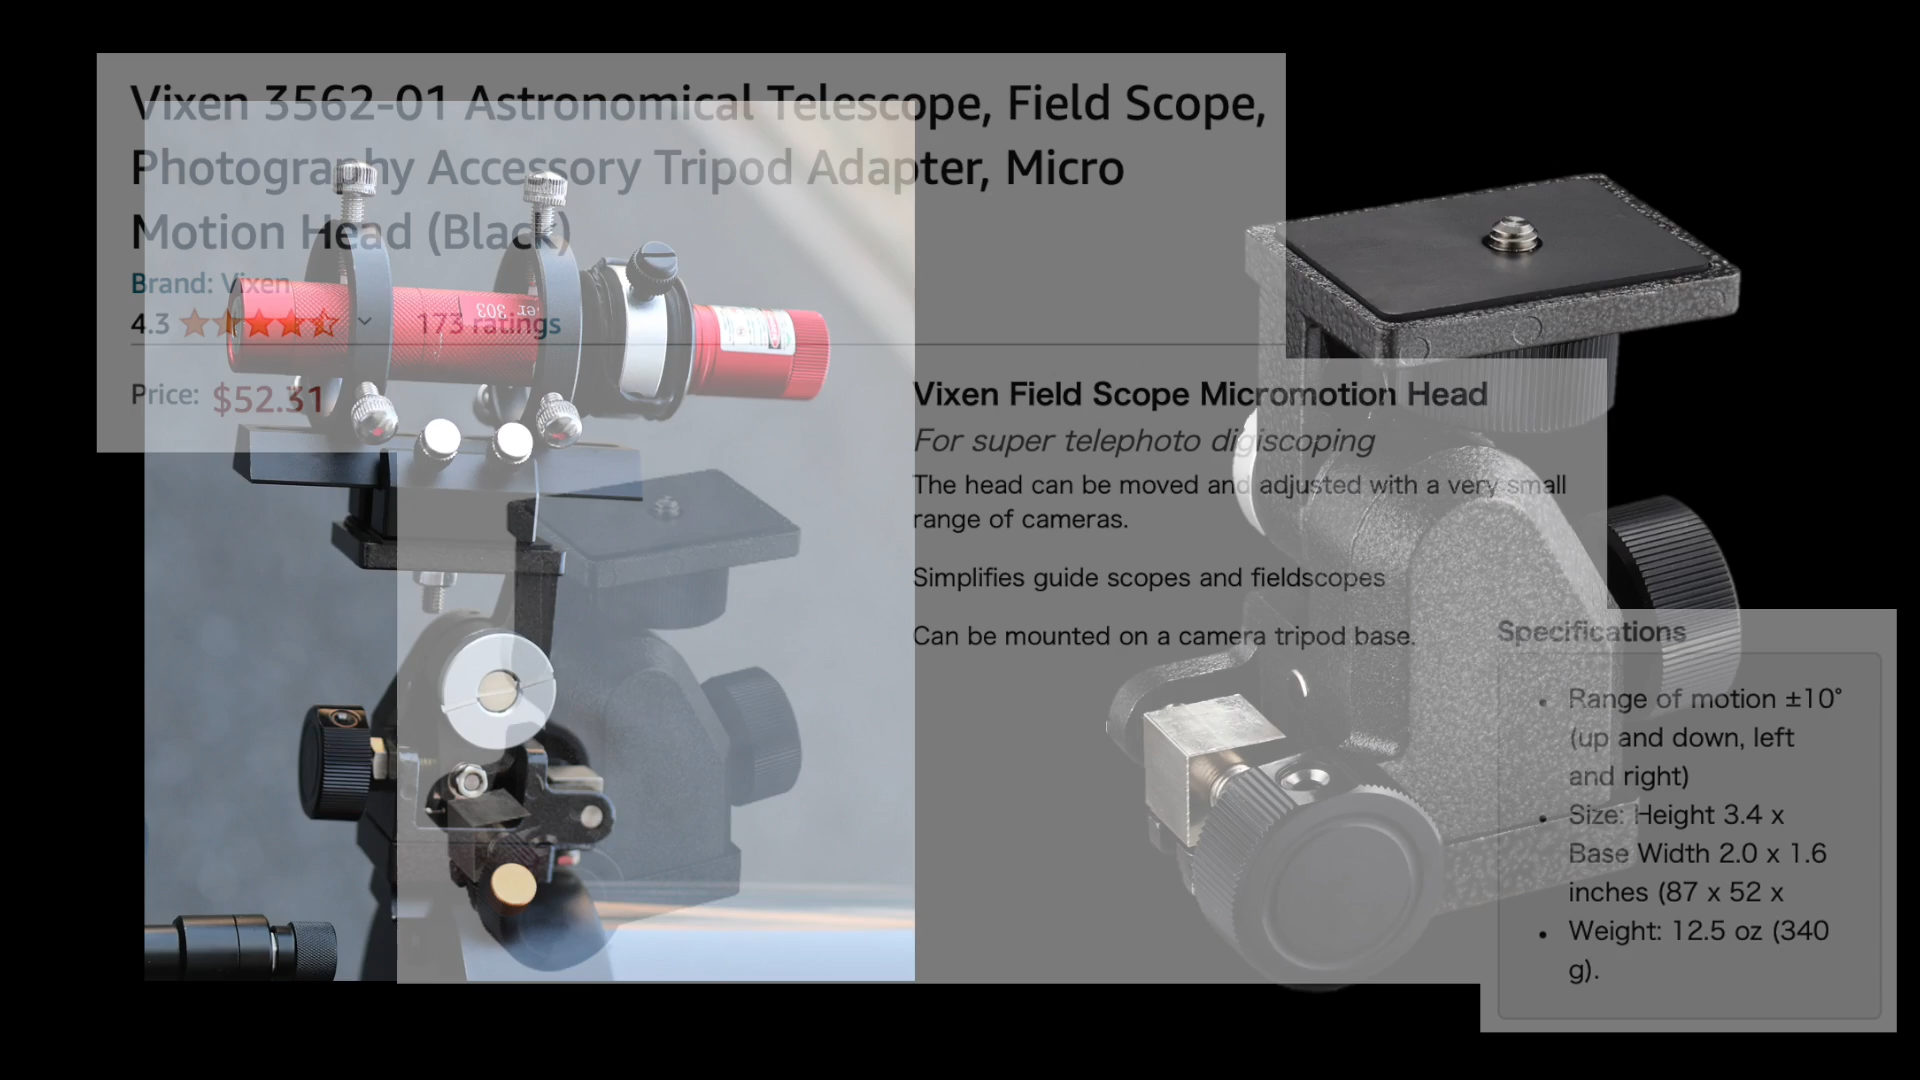 Vixen 3562-01 Astronomical Telescope, Field Scope,
Photography Accessory Tripod Adapter, Micro
Motion Head (Black)
Brand: Vixen
4.3
173 ratings
Price: $52.31
er 303
Vixen Field Scope Micromotion Head
For super telephoto digiscoping
The head can be moved and adjusted with a very small
range of cameras.
Simplifies guide scopes and fieldscopes
Can be mounted on a camera tripod base.
Specifications
• Range of motion ±10°
(up and down, left
and right)
• Size: Height 3.4 x
Base Width 2.0 x 1.6
inches (87 x 52 x
• Weight: 12.5 oz (340
g).